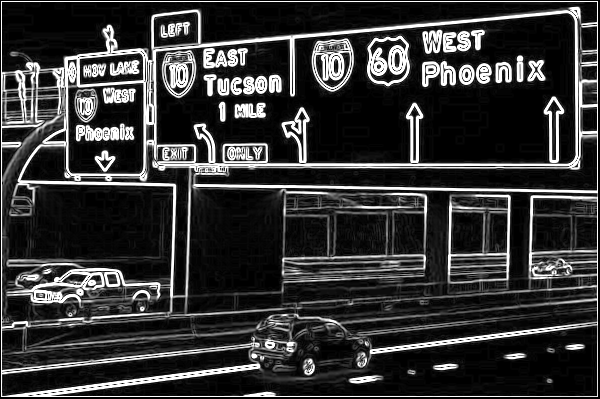 LEFT
HOV LANE
10 WEST
Phoenix
10 EAST
Tucson
1 MILE
EXIT ONLY
10 60 WEST
Phoenix